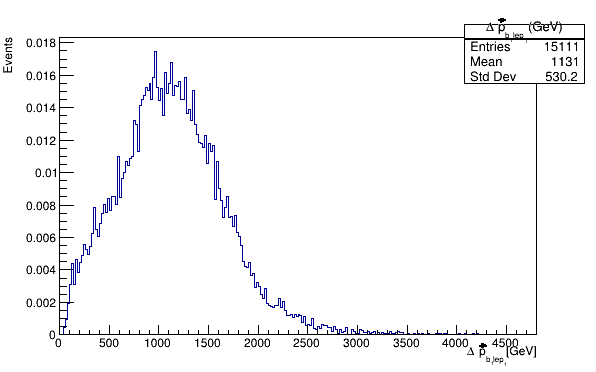 Δ p⃗ b,lep₁ (GeV)
Entries 15111
Mean 1131
Std Dev 530.2
Events
0.018
0.016
0.014
0.012
0.01
0.008
0.006
0.004
0.002
0
0 500 1000 1500 2000 2500 3000 3500 4000 4500
Δ p⃗ b,lep₁ [GeV]